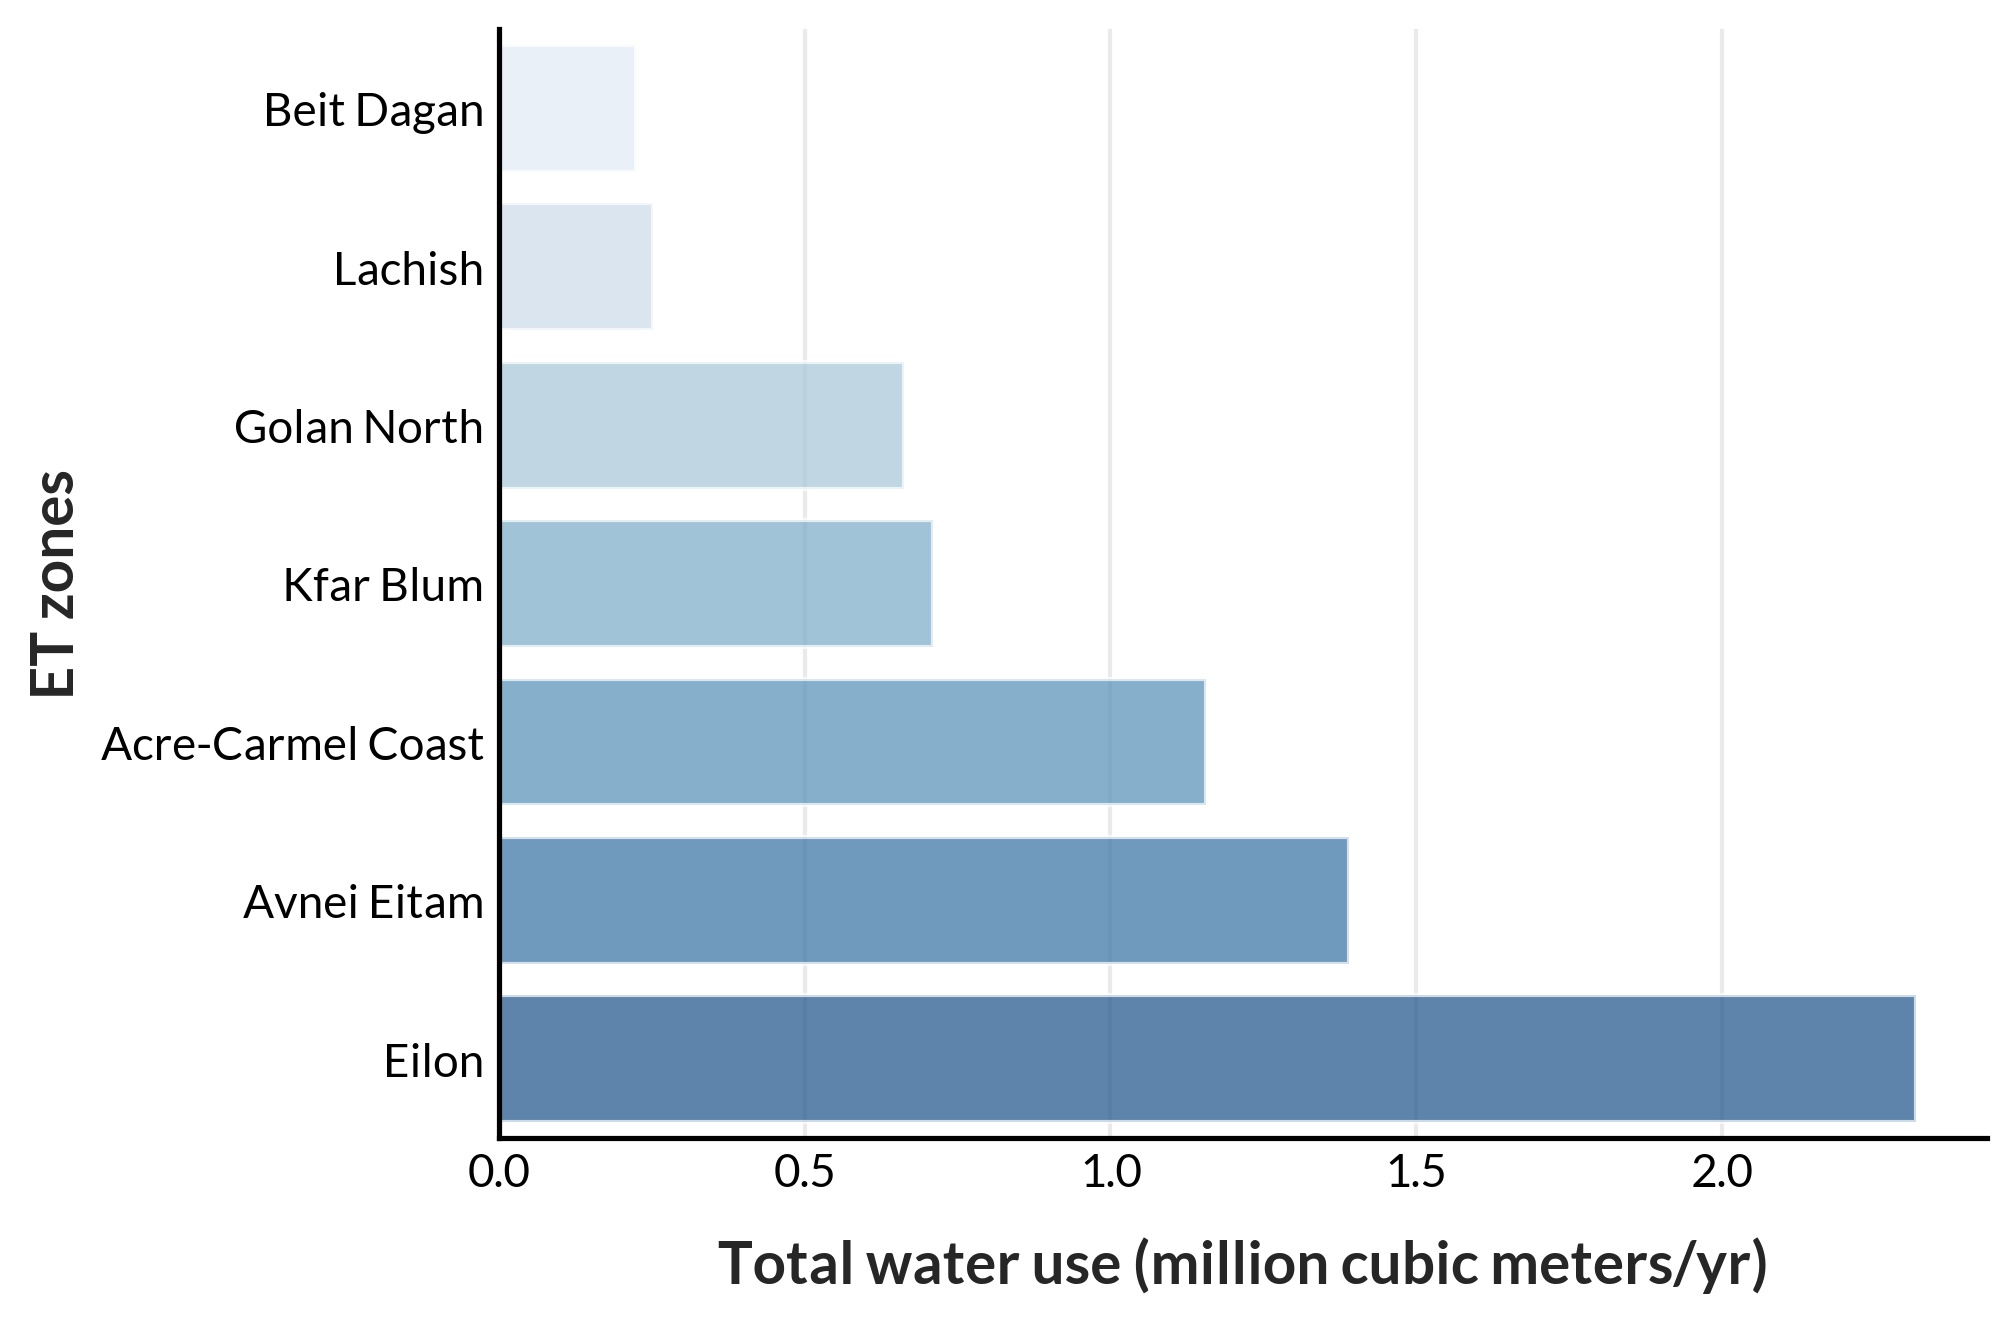 Beit Dagan
Lachish
Golan North
Kfar Blum
Acre-Carmel Coast
Avnei Eitam
Eilon
ET zones
0.0 0.5 1.0 1.5 2.0
Total water use (million cubic meters/yr)